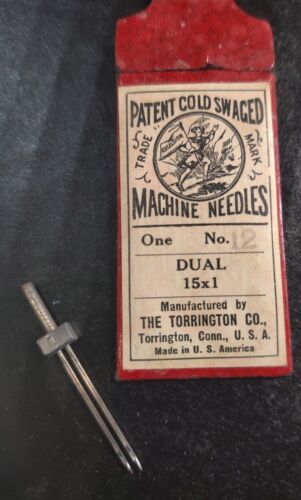 PATENT COLD SWAGED
TRADE MARK
MACHINE NEEDLES
One No. 12
DUAL
15x1
Manufactured by
THE TORRINGTON CO.,
Torrington, Conn., U. S. A.
Made in U. S. America